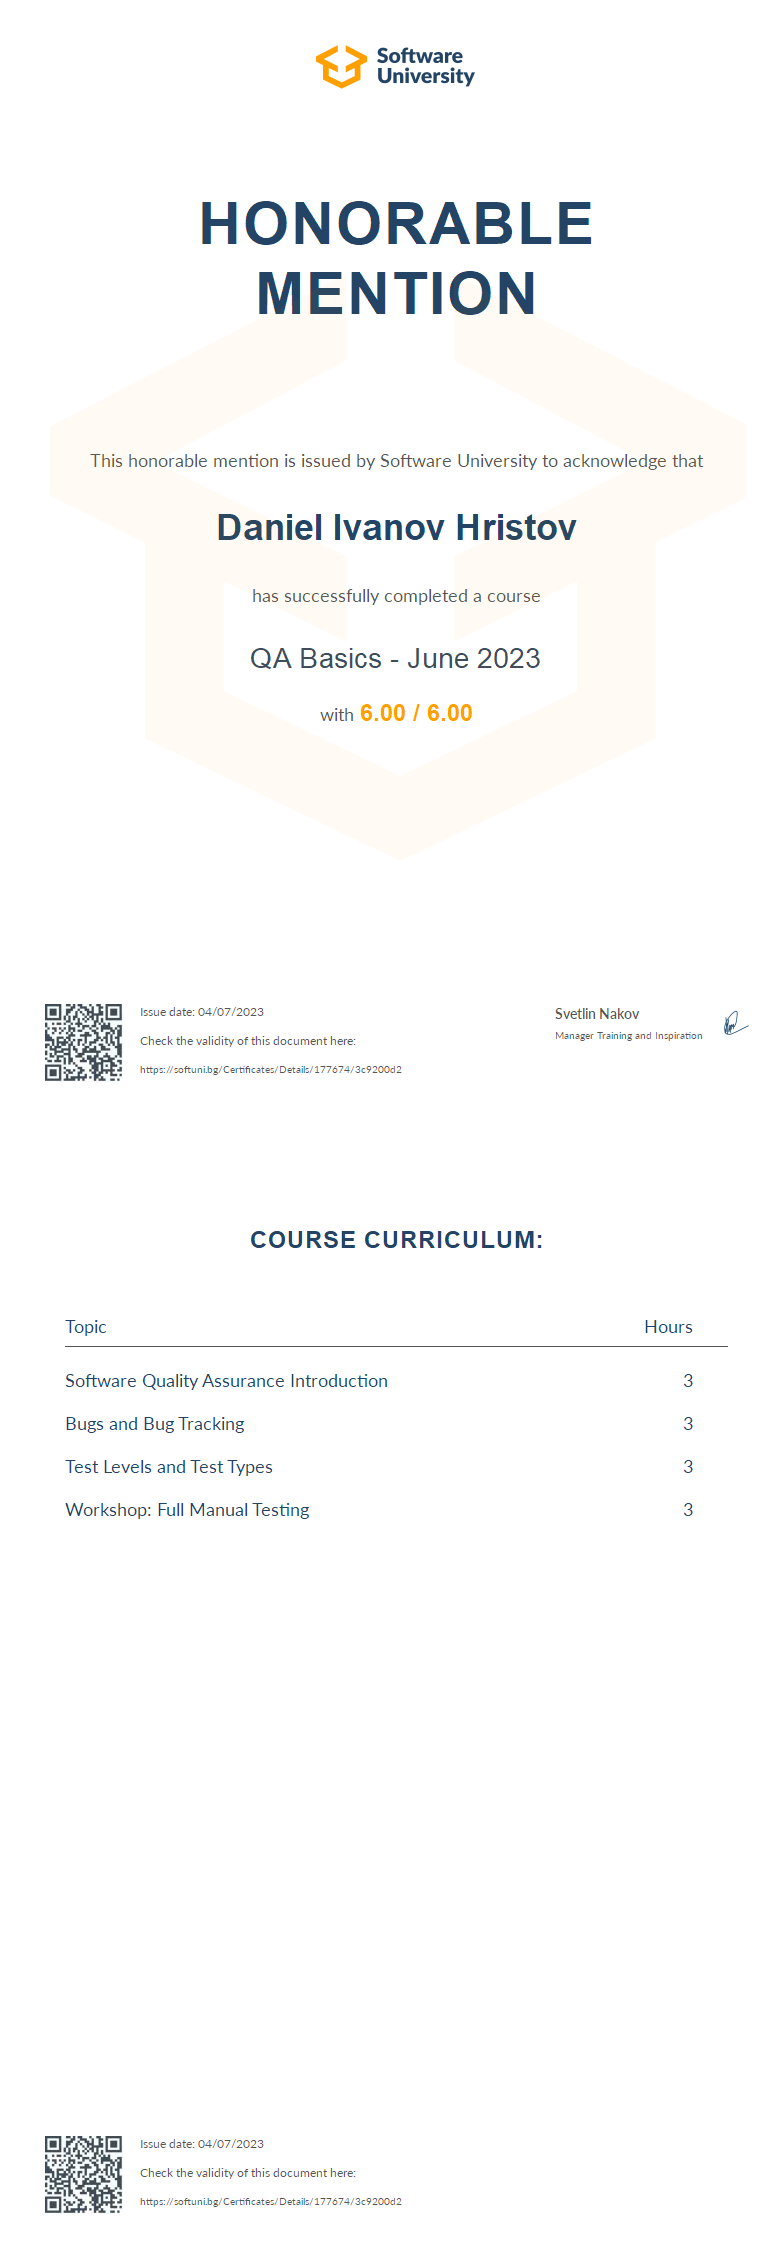 Software
University
HONORABLE
MENTION
This honorable mention is issued by Software University to acknowledge that
Daniel Ivanov Hristov
has successfully completed a course
QA Basics - June 2023
with 6.00 / 6.00
Issue date: 04/07/2023
Check the validity of this document here:
https://softuni.bg/Certificates/Details/177674/3c9200d2
Svetlin Nakov
Manager Training and Inspiration
COURSE CURRICULUM:
Topic Hours
Software Quality Assurance Introduction 3
Bugs and Bug Tracking 3
Test Levels and Test Types 3
Workshop: Full Manual Testing 3
Issue date: 04/07/2023
Check the validity of this document here:
https://softuni.bg/Certificates/Details/177674/3c9200d2